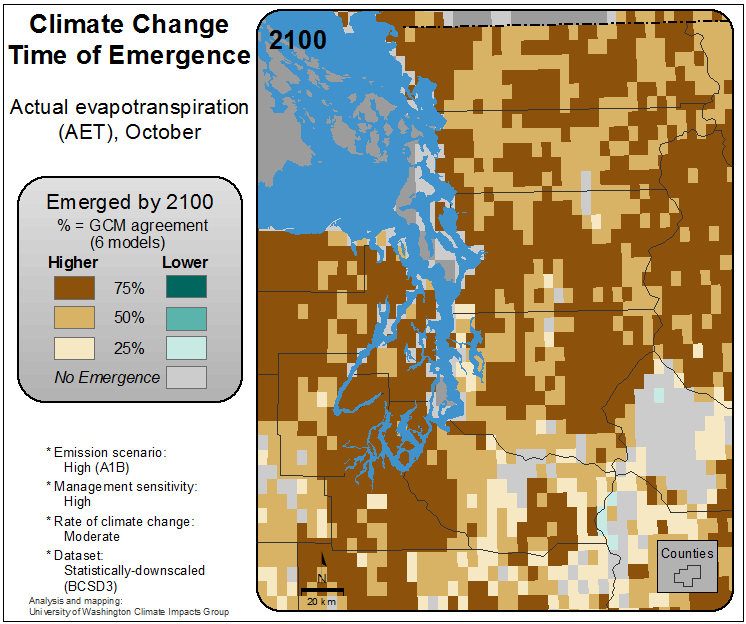 Climate Change
Time of Emergence
Actual evapotranspiration
(AET), October
Emerged by 2100
% = GCM agreement
(6 models)
Higher Lower
75%
50%
25%
No Emergence
* Emission scenario:
High (A1B)
* Management sensitivity:
High
* Rate of climate change:
Moderate
* Dataset:
Statistically-downscaled
(BCSD3)
Analysis and mapping:
University of Washington Climate Impacts Group
2100
N
20 km
Counties